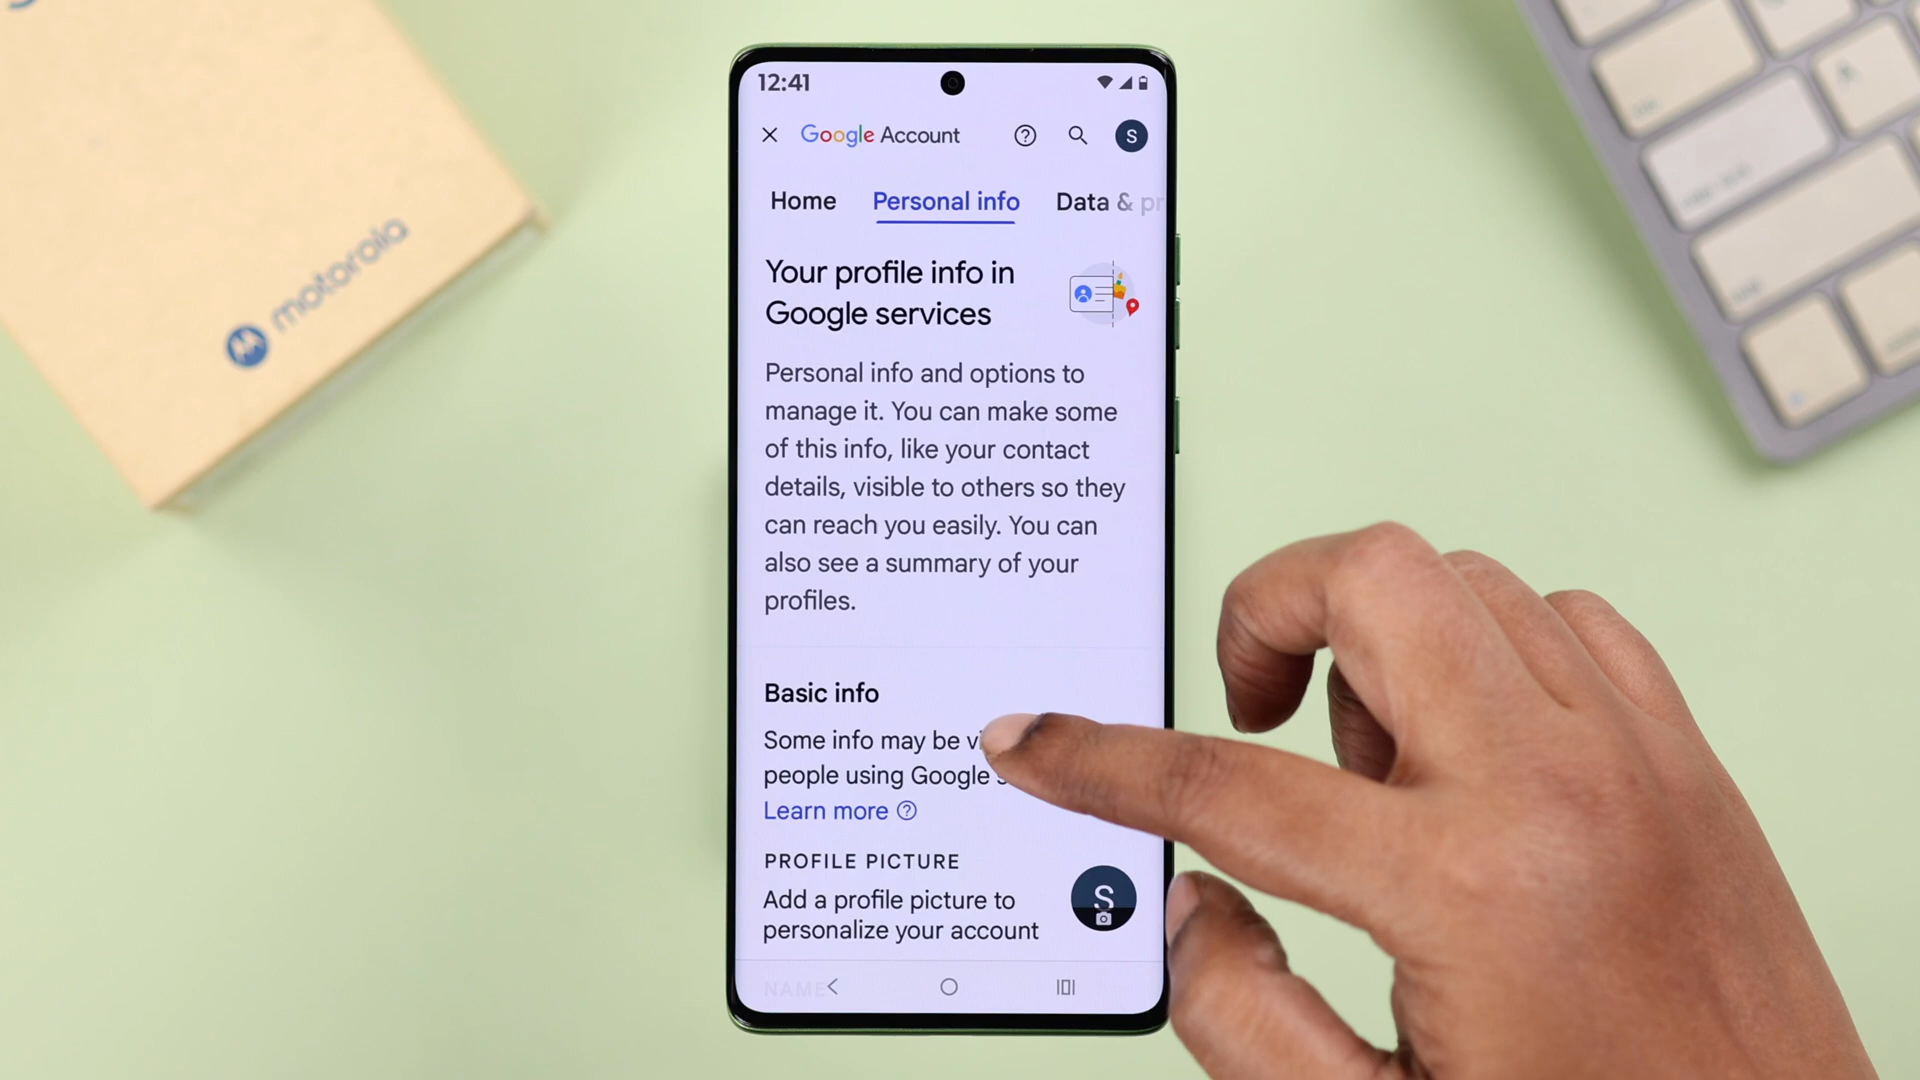 motorola
12:41
Google Account
S
Home Personal info Data & pr
Your profile info in
Google services
Personal info and options to
manage it. You can make some
of this info, like your contact
details, visible to others so they
can reach you easily. You can
also see a summary of your
profiles.
Basic info
Some info may be vi
people using Google s
Learn more
PROFILE PICTURE
Add a profile picture to
personalize your account
S
NAME